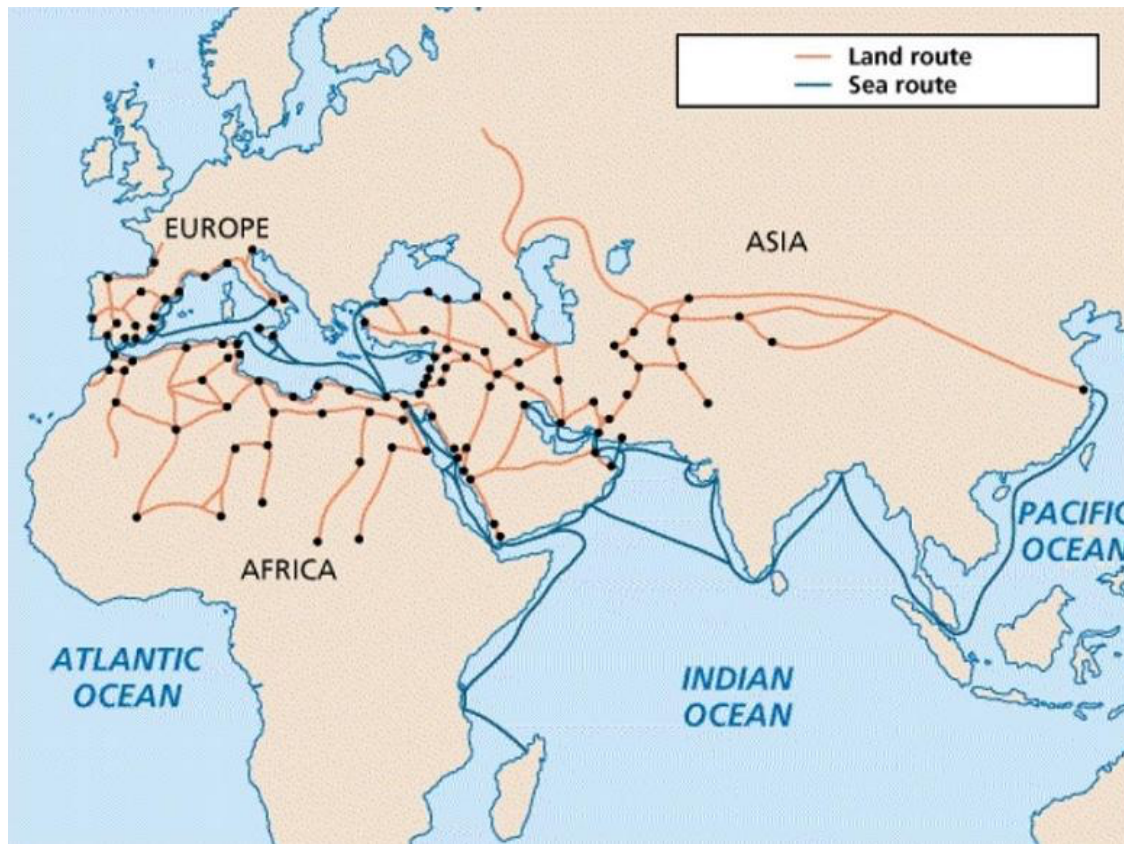 Land route
Sea route
EUROPE
ASIA
PACIFIC
OCEAN
AFRICA
ATLANTIC
OCEAN
INDIAN
OCEAN